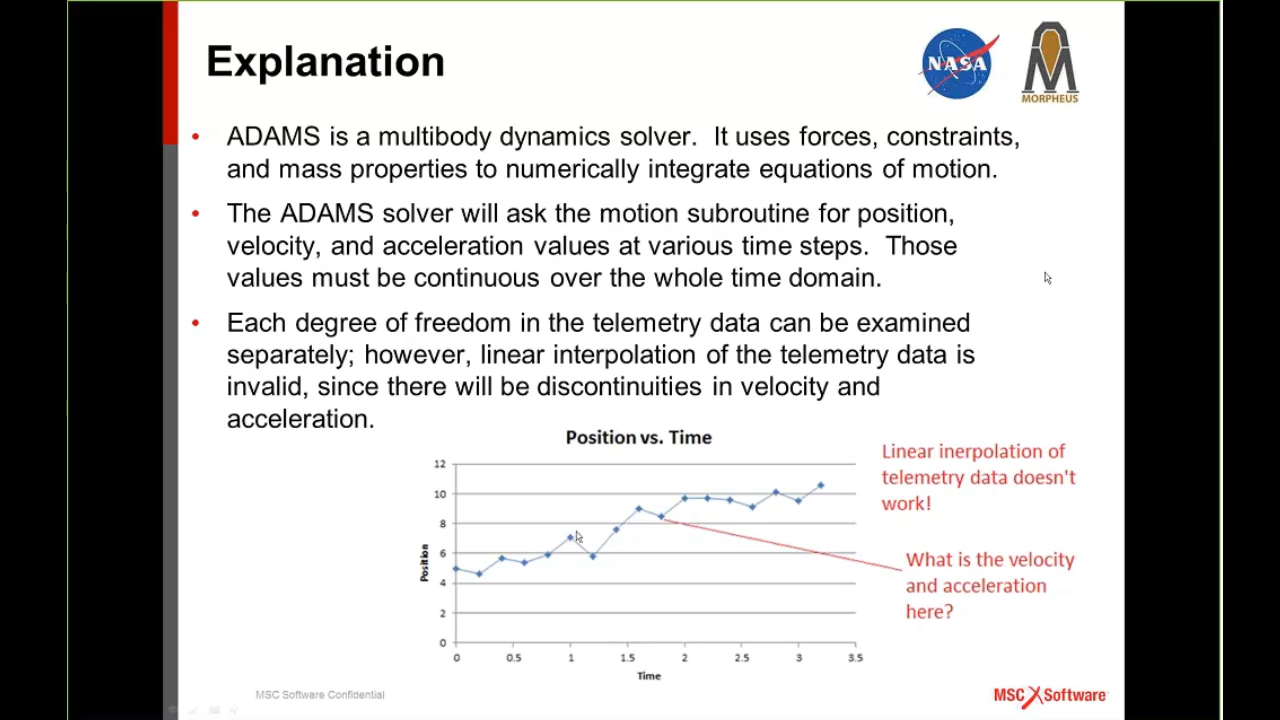 Explanation
NASA
MORPHEUS
• ADAMS is a multibody dynamics solver.  It uses forces, constraints,
and mass properties to numerically integrate equations of motion.
• The ADAMS solver will ask the motion subroutine for position,
velocity, and acceleration values at various time steps.  Those
values must be continuous over the whole time domain.
• Each degree of freedom in the telemetry data can be examined
separately; however, linear interpolation of the telemetry data is
invalid, since there will be discontinuities in velocity and
acceleration.
Position vs. Time
12
10
8
6
4
2
0
Position
0 0.5 1 1.5 2 2.5 3 3.5
Time
Linear inerpolation of
telemetry data doesn't
work!
What is the velocity
and acceleration
here?
MSC Software Confidential
MSC Software